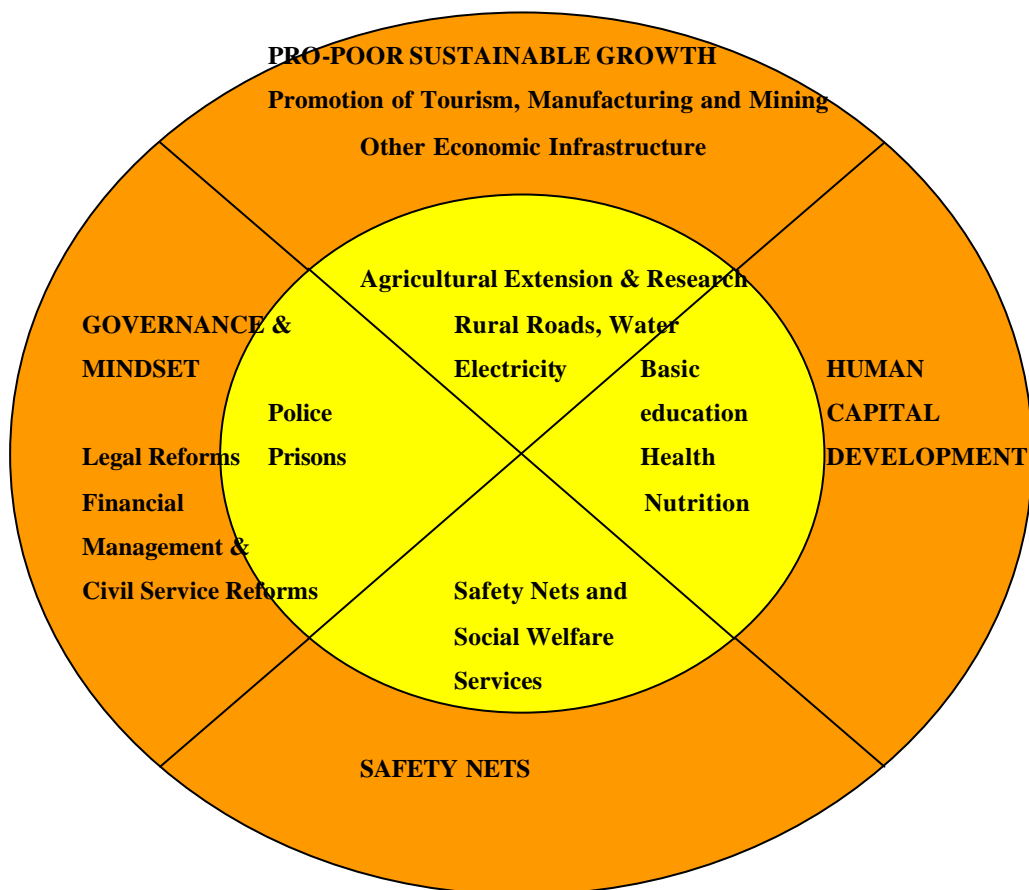 PRO-POOR SUSTAINABLE GROWTH
Promotion of Tourism, Manufacturing and Mining
Other Economic Infrastructure
Agricultural Extension & Research
Rural Roads, Water
Electricity
GOVERNANCE &
MINDSET
Legal Reforms
Financial
Management &
Civil Service Reforms
Police
Prisons
Basic
education
Health
Nutrition
HUMAN
CAPITAL
DEVELOPMENT
Safety Nets and
Social Welfare
Services
SAFETY NETS